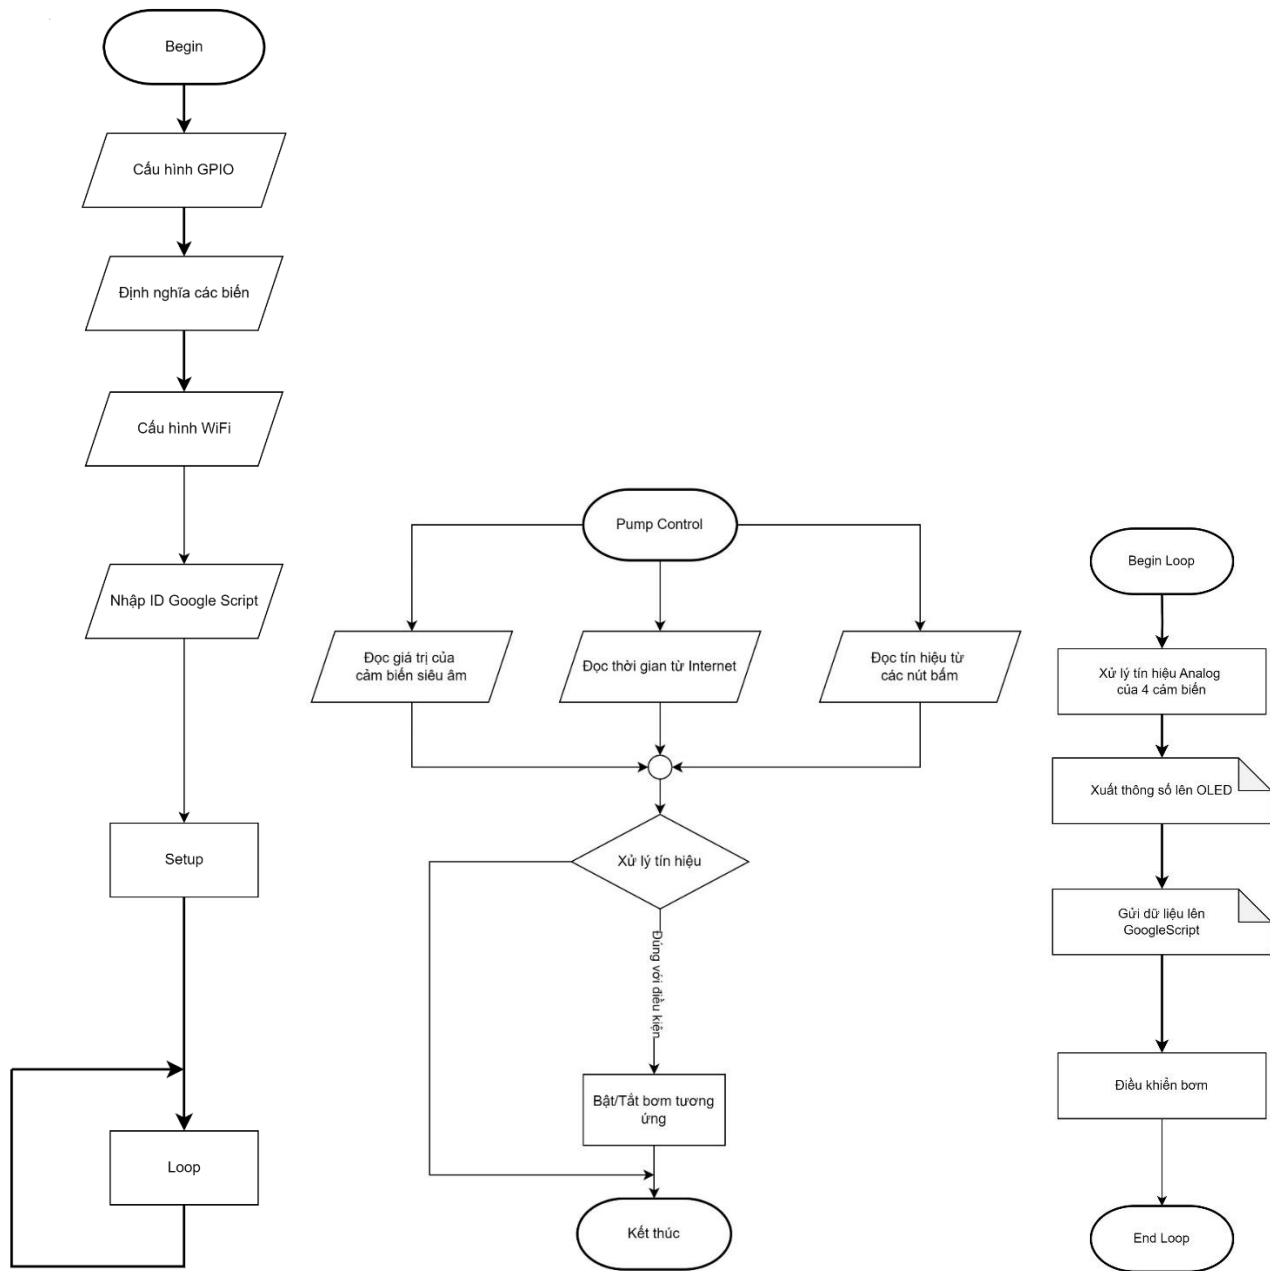 Begin
Cấu hình GPIO
Định nghĩa các biến
Cấu hình WiFi
Nhập ID Google Script
Setup
Loop
Pump Control
Đọc giá trị của
cảm biến siêu âm
Đọc thời gian từ Internet
Đọc tín hiệu từ
các nút bấm
Xử lý tín hiệu
Đúng với điều kiện
Bật/Tắt bơm tương
ứng
Kết thúc
Begin Loop
Xử lý tín hiệu Analog
của 4 cảm biến
Xuất thông số lên OLED
Gửi dữ liệu lên
GoogleScript
Điều khiển bơm
End Loop